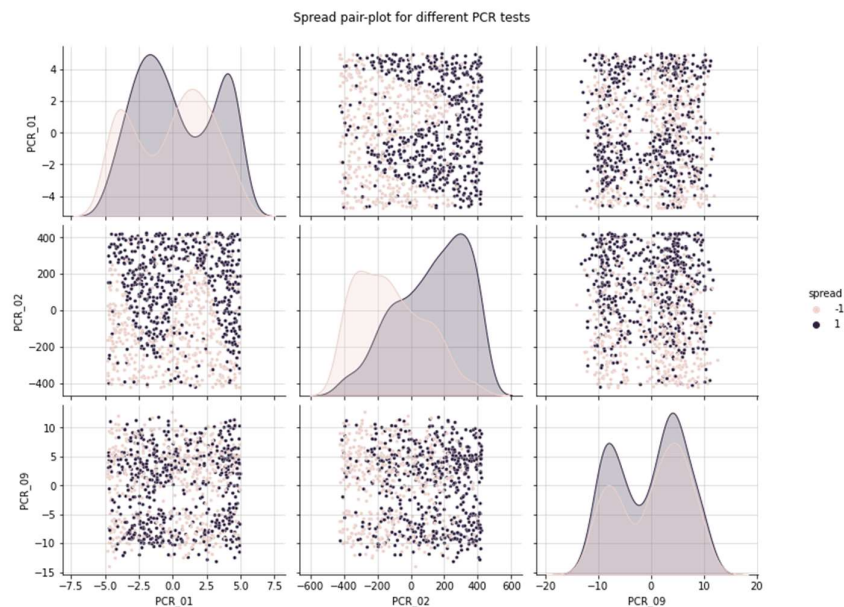 Spread pair-plot for different PCR tests
4
2
0
−2
−4
PCR_01
400
200
0
−200
−400
PCR_02
spread
-1
1
10
5
0
−5
−10
−15
PCR_09
−7.5 −5.0 −2.5 0.0 2.5 5.0 7.5
−600 −400 −200 0 200 400 600
−20 −10 0 10 20
PCR_01 PCR_02 PCR_09